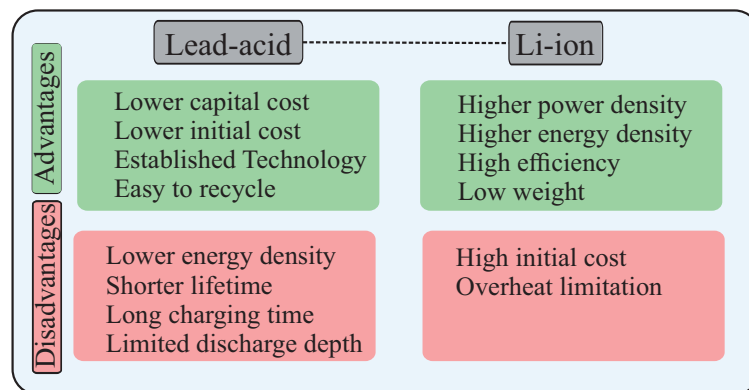 Lead-acid
Li-ion
Advantages
Lower capital cost
Lower initial cost
Established Technology
Easy to recycle
Higher power density
Higher energy density
High efficiency
Low weight
Disadvantages
Lower energy density
Shorter lifetime
Long charging time
Limited discharge depth
High initial cost
Overheat limitation